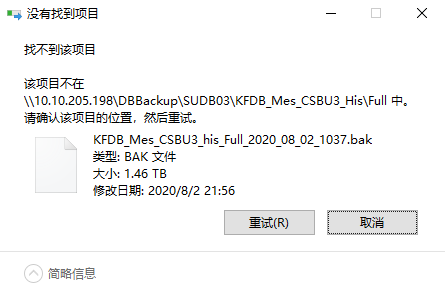 没有找到项目
找不到该项目
该项目不在
\\10.10.205.198\DBBackup\SUDB03\KFDB_Mes_CSBU3_His\Full 中。
请确认该项目的位置，然后重试。
KFDB_Mes_CSBU3_his_Full_2020_08_02_1037.bak
类型: BAK 文件
大小: 1.46 TB
修改日期: 2020/8/2 21:56
重试(R)
取消
简略信息